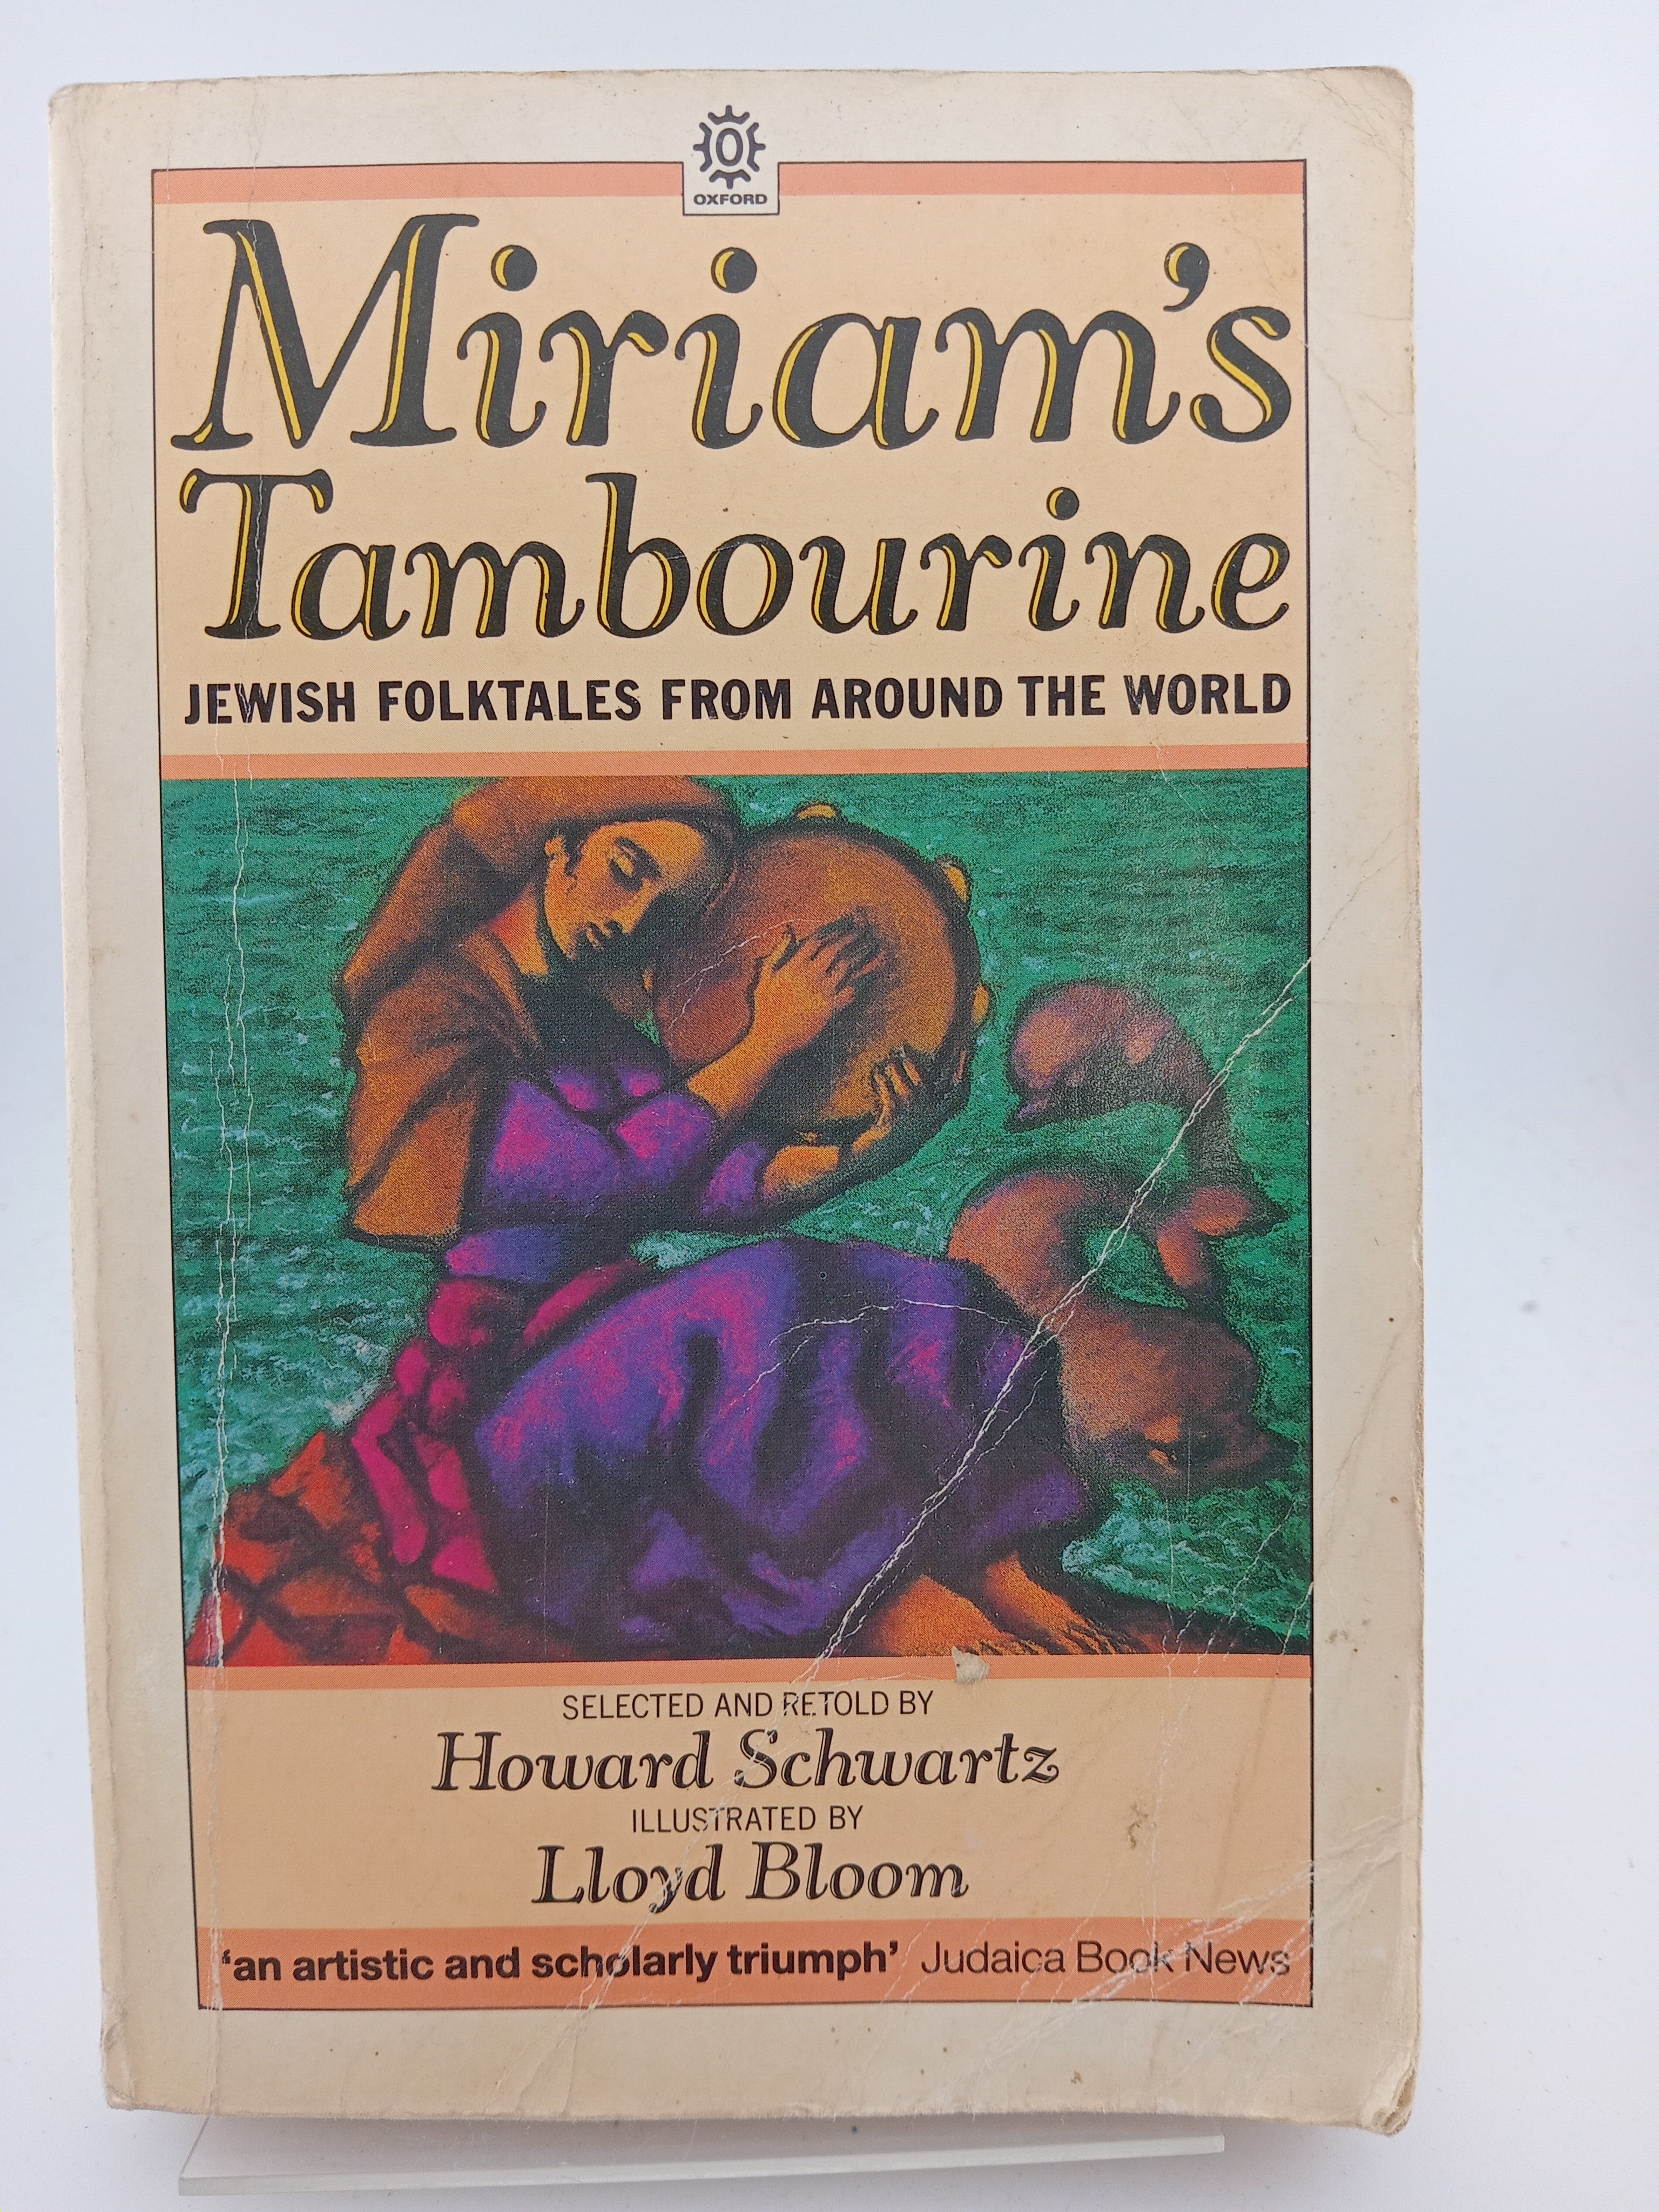 O
OXFORD
Miriam's
Tambourine
JEWISH FOLKTALES FROM AROUND THE WORLD
SELECTED AND RETOLD BY
Howard Schwartz
ILLUSTRATED BY
Lloyd Bloom
'an artistic and scholarly triumph' Judaica Book News